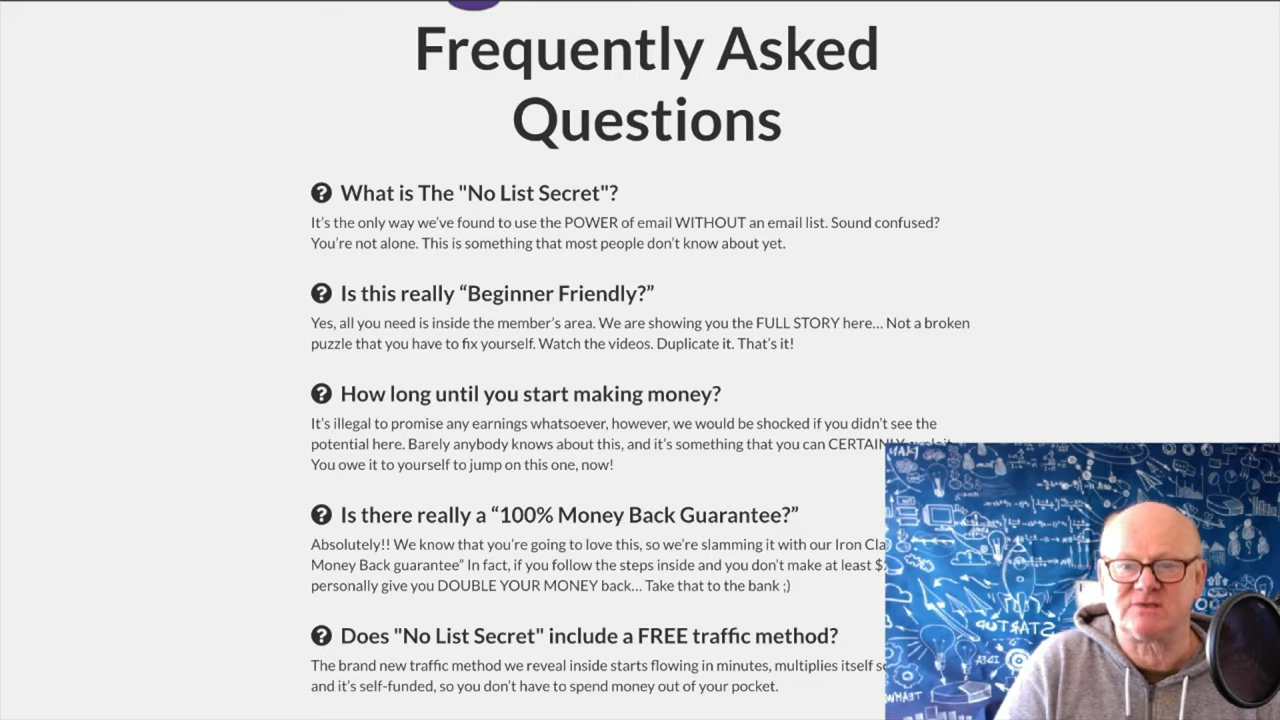 Frequently Asked
Questions
What is The "No List Secret"?
It’s the only way we’ve found to use the POWER of email WITHOUT an email list. Sound confused?
You’re not alone. This is something that most people don’t know about yet.
Is this really “Beginner Friendly?”
Yes, all you need is inside the member’s area. We are showing you the FULL STORY here... Not a broken
puzzle that you have to fix yourself. Watch the videos. Duplicate it. That’s it!
How long until you start making money?
It’s illegal to promise any earnings whatsoever, however, we would be shocked if you didn’t see the
potential here. Barely anybody knows about this, and it’s something that you can CERTAINLY
You owe it to yourself to jump on this one, now!
Is there really a “100% Money Back Guarantee?”
Absolutely!! We know that you’re going to love this, so we’re slamming it with our Iron
Money Back guarantee” In fact, if you follow the steps inside and you don’t make at least
personally give you DOUBLE YOUR MONEY back... Take that to the bank ;)
Does "No List Secret" include a FREE traffic method?
The brand new traffic method we reveal inside starts flowing in minutes, multiplies itself
and it’s self-funded, so you don’t have to spend money out of your pocket.
STARTUP
IDEA
TEAMW